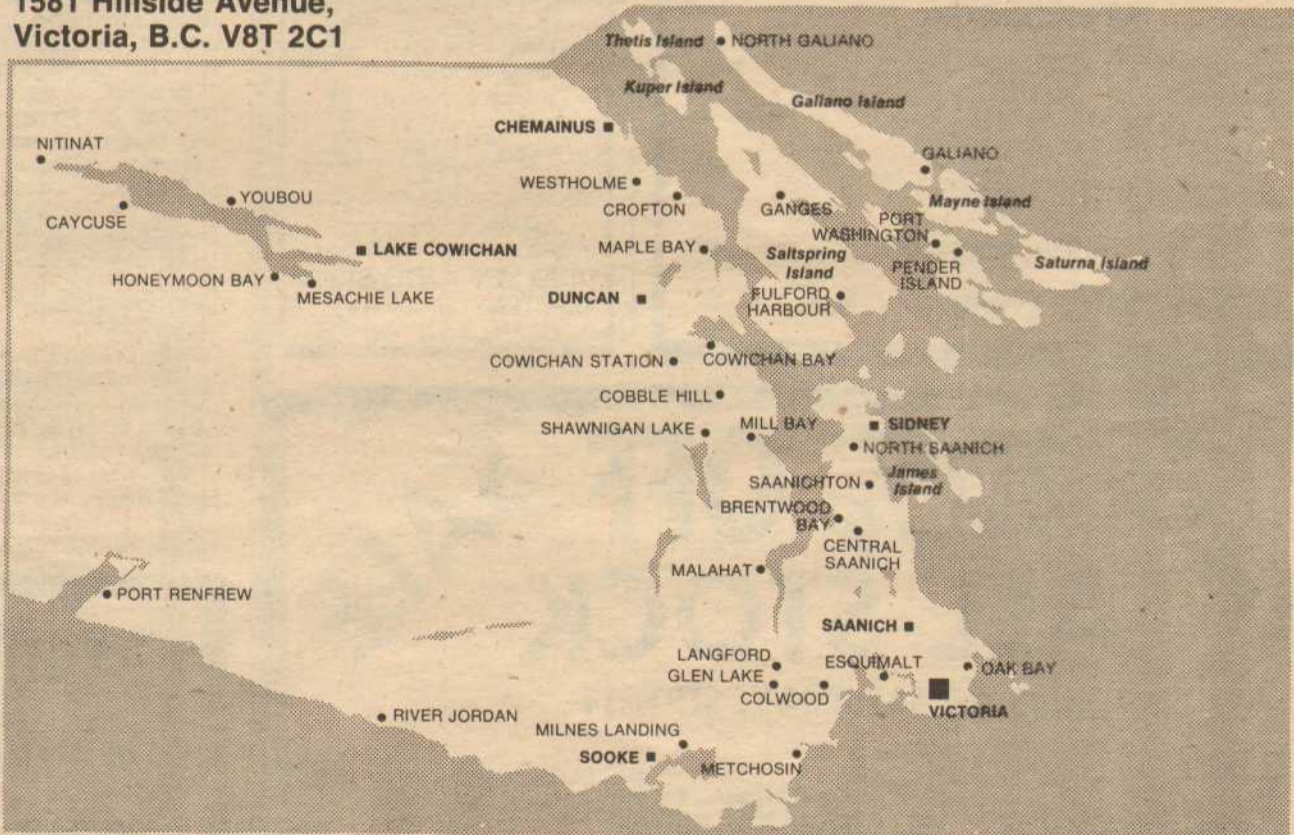 1581 Hillside Avenue,
Victoria, B.C. V8T 2C1
Thetis Island
NORTH GALIANO
Kuper Island
Galiano Island
CHEMAINUS
NITINAT
GALIANO
WESTHOLME
YOUBOU
CROFTON
GANGES
Mayne Island
CAYCUSE
PORT
WASHINGTON
LAKE COWICHAN
MAPLE BAY
Saltspring
Island
PENDER
ISLAND
Saturna Island
HONEYMOON BAY
MESACHIE LAKE
DUNCAN
FULFORD
HARBOUR
COWICHAN STATION
COWICHAN BAY
COBBLE HILL
SHAWNIGAN LAKE
MILL BAY
SIDNEY
NORTH SAANICH
SAANICHTON
James
Island
BRENTWOOD
BAY
CENTRAL
SAANICH
MALAHAT
PORT RENFREW
SAANICH
LANGFORD
ESQUIMALT
OAK BAY
GLEN LAKE
COLWOOD
VICTORIA
RIVER JORDAN
MILNES LANDING
SOOKE
METCHOSIN